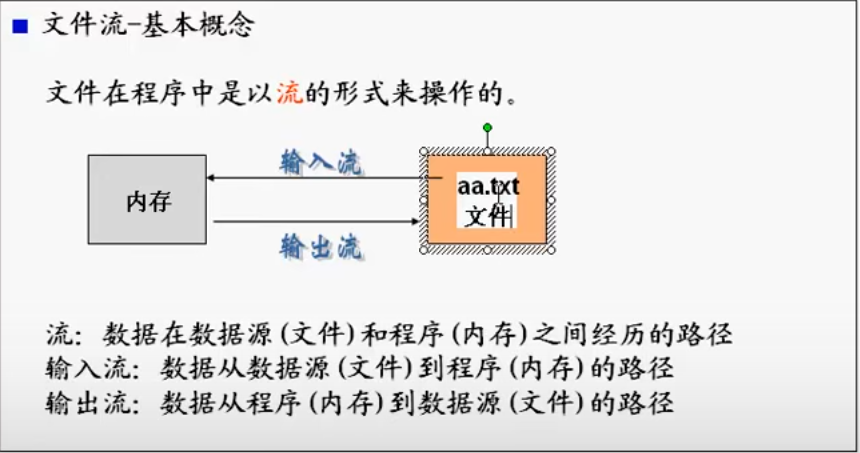 文件流-基本概念
文件在程序中是以流的形式来操作的。
输入流
内存
aa.txt
文件
输出流
流：数据在数据源(文件)和程序(内存)之间经历的路径
输入流：数据从数据源(文件)到程序(内存)的路径
输出流：数据从程序(内存)到数据源(文件)的路径